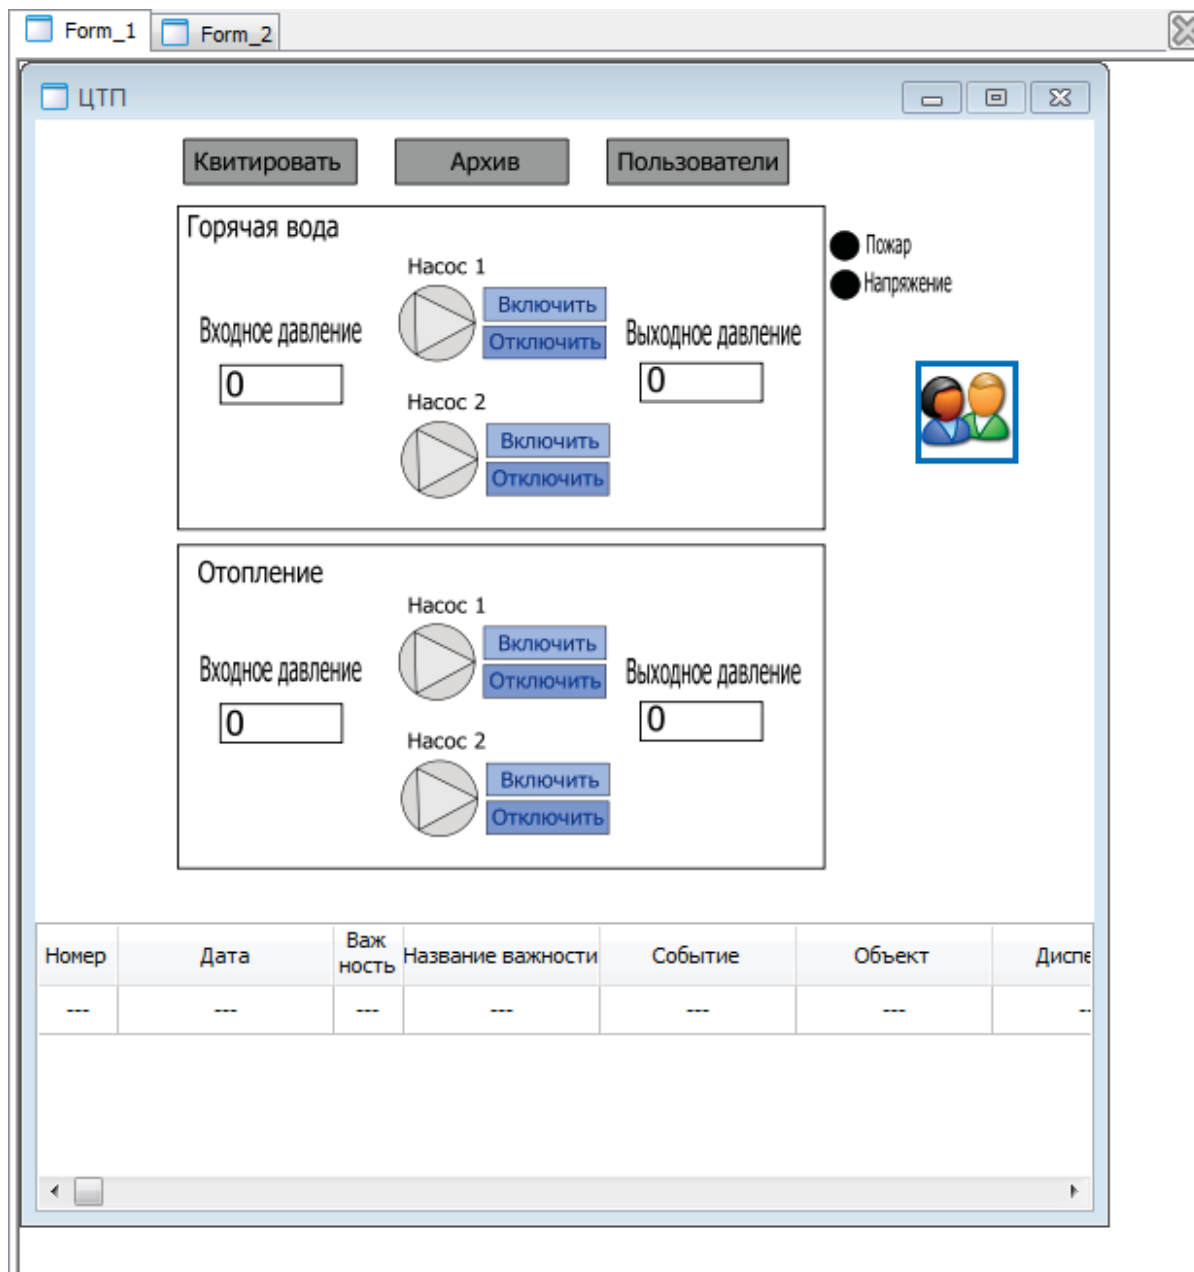 Form_1 Form_2
ЦТП
Квитировать Архив Пользователи
Горячая вода
Пожар
Напряжение
Насос 1
Включить
Отключить
Входное давление
0
Выходное давление
0
Насос 2
Включить
Отключить
Отопление
Насос 1
Включить
Отключить
Входное давление
0
Выходное давление
0
Насос 2
Включить
Отключить
Номер Дата Важ
ность Название важности Событие Объект Диспе
--- --- --- --- --- --- --